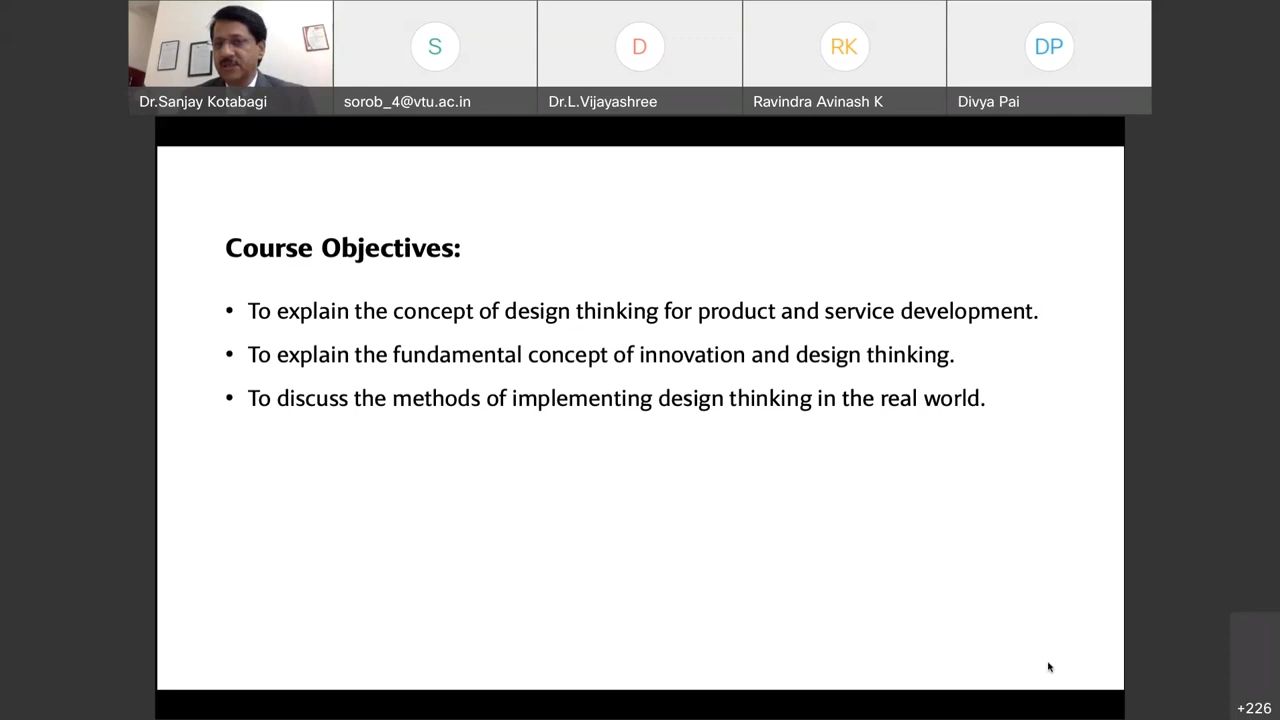 S
D
RK
DP
Dr.Sanjay Kotabagi
sorob_4@vtu.ac.in
Dr.L.Vijayashree
Ravindra Avinash K
Divya Pai
Course Objectives:
• To explain the concept of design thinking for product and service development.
• To explain the fundamental concept of innovation and design thinking.
• To discuss the methods of implementing design thinking in the real world.
+226